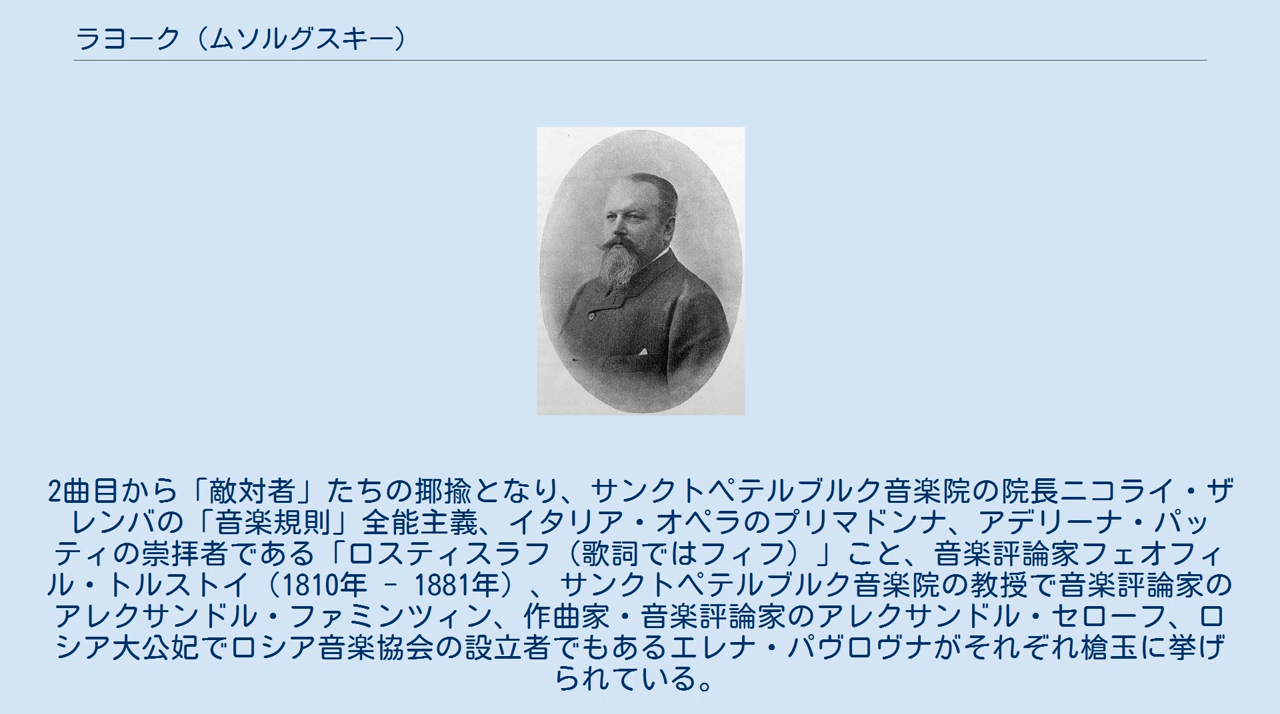 ラヨーク（ムソルグスキー）
2曲目から「敵対者」たちの揶揄となり、サンクトペテルブルク音楽院の院長ニコライ・ザ
レンバの「音楽規則」全能主義、イタリア・オペラのプリマドンナ、アデリーナ・パッ
ティの崇拝者である「ロスティスラフ（歌詞ではフィフ）」こと、音楽評論家フェオフィ
ル・トルストイ（1810年 − 1881年）、サンクトペテルブルク音楽院の教授で音楽評論家の
アレクサンドル・ファミンツィン、作曲家・音楽評論家のアレクサンドル・セローフ、ロ
シア大公妃でロシア音楽協会の設立者でもあるエレナ・パヴロヴナがそれぞれ槍玉に挙げ
られている。